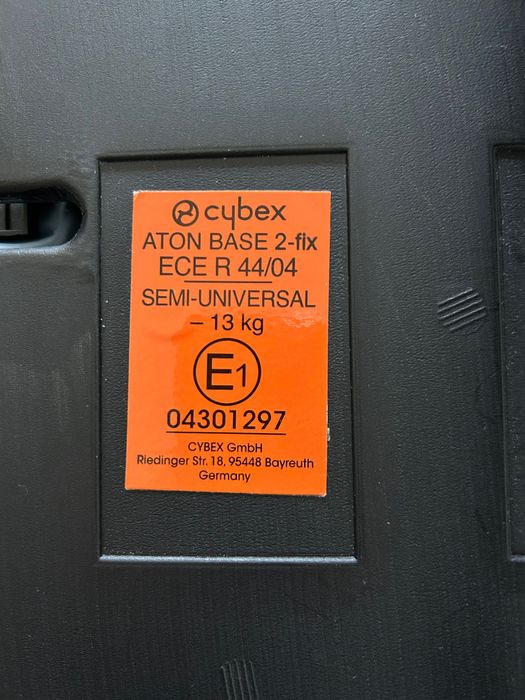 cybex
ATON BASE 2-fix
ECE R 44/04
SEMI-UNIVERSAL
– 13 kg
E1
04301297
CYBEX GmbH
Riedinger Str. 18, 95448 Bayreuth
Germany